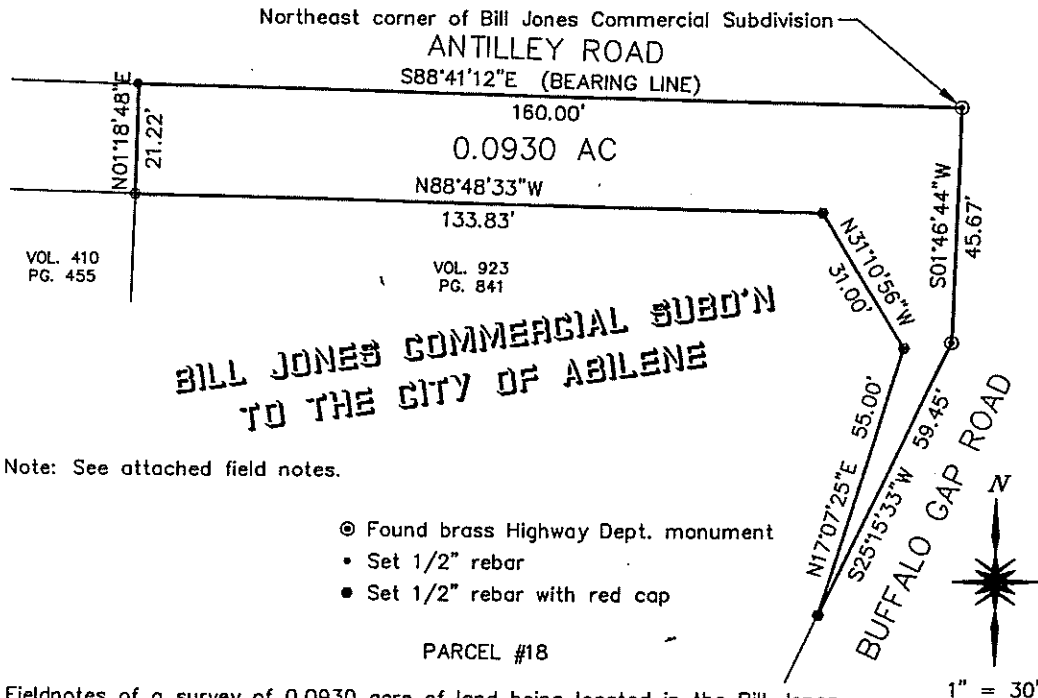 Northeast corner of Bill Jones Commercial Subdivision
ANTILLEY ROAD
S88°41'12"E (BEARING LINE)
160.00'
N01°18'48"E
21.22'
0.0930 AC
N88°48'33"W
133.83'
S01°46'44"W
45.67'
N31°10'56"W
31.00'
VOL. 410
PG. 455
VOL. 923
PG. 841
BILL JONES COMMERCIAL SUBD'N
TO THE CITY OF ABILENE
N17°07'25"E 55.00'
S25°15'33"W 59.45'
BUFFALO GAP ROAD
N
Note: See attached field notes.
Found brass Highway Dept. monument
Set 1/2" rebar
Set 1/2" rebar with red cap
PARCEL #18
1" = 30'
Fieldnotes of a survey of 0.0930 acre of land being located in the Bill Jones